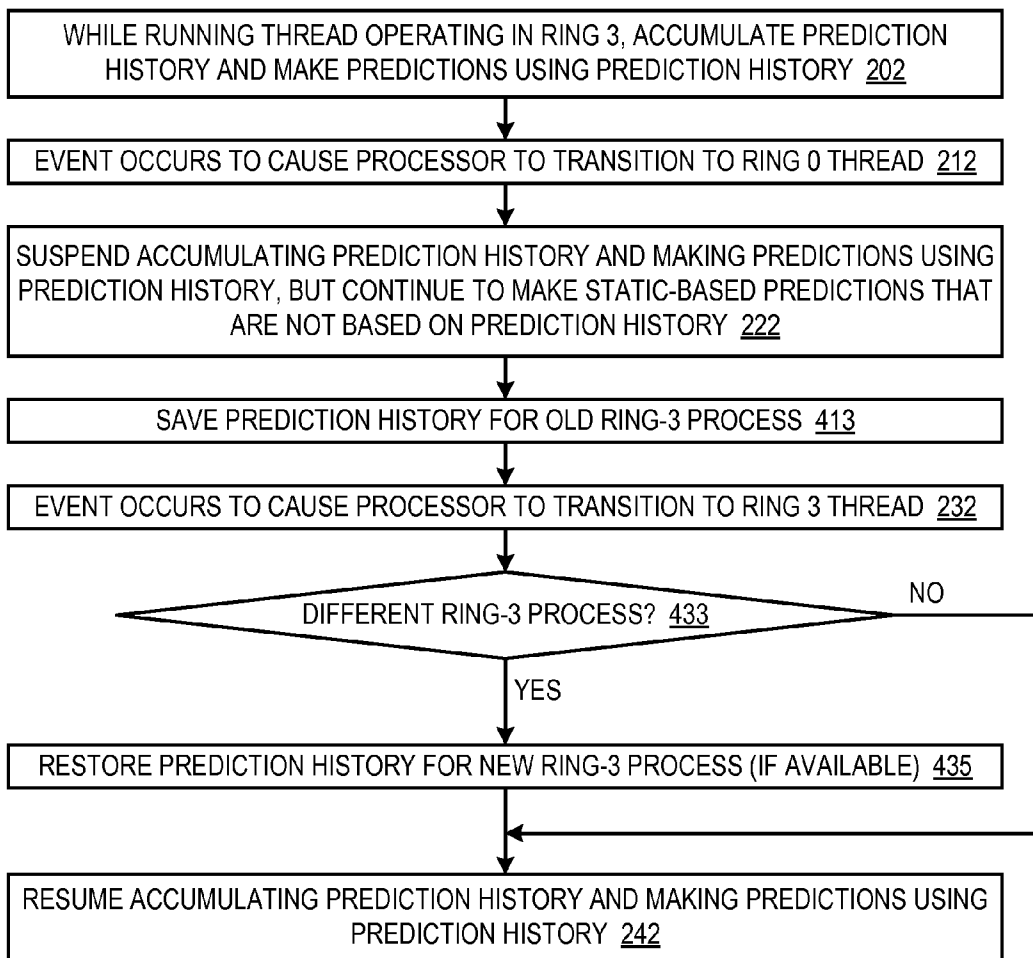 WHILE RUNNING THREAD OPERATING IN RING 3, ACCUMULATE PREDICTION
HISTORY AND MAKE PREDICTIONS USING PREDICTION HISTORY 202
EVENT OCCURS TO CAUSE PROCESSOR TO TRANSITION TO RING 0 THREAD 212
SUSPEND ACCUMULATING PREDICTION HISTORY AND MAKING PREDICTIONS USING
PREDICTION HISTORY, BUT CONTINUE TO MAKE STATIC-BASED PREDICTIONS THAT
ARE NOT BASED ON PREDICTION HISTORY 222
SAVE PREDICTION HISTORY FOR OLD RING-3 PROCESS 413
EVENT OCCURS TO CAUSE PROCESSOR TO TRANSITION TO RING 3 THREAD 232
DIFFERENT RING-3 PROCESS? 433
NO
YES
RESTORE PREDICTION HISTORY FOR NEW RING-3 PROCESS (IF AVAILABLE) 435
RESUME ACCUMULATING PREDICTION HISTORY AND MAKING PREDICTIONS USING
PREDICTION HISTORY 242